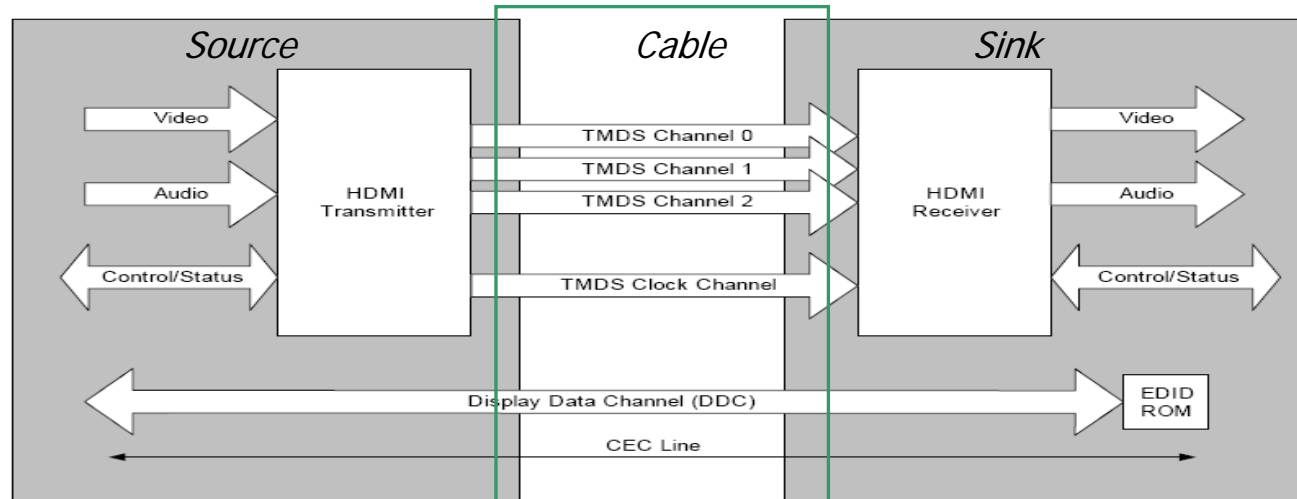 Source
Cable
Sink
Video
Audio
Control/Status
HDMI
Transmitter
TMDS Channel 0
TMDS Channel 1
TMDS Channel 2
TMDS Clock Channel
HDMI
Receiver
Video
Audio
Control/Status
Display Data Channel (DDC)
EDID
ROM
CEC Line